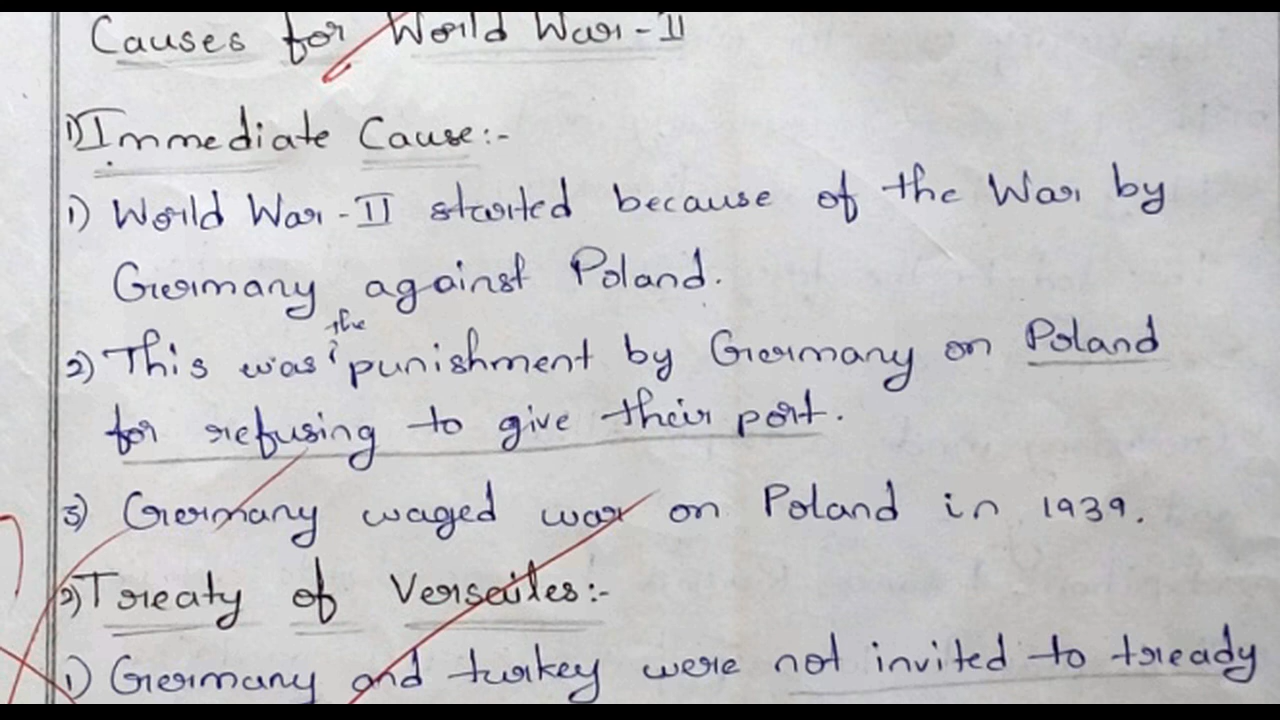 Causes for World War-II
1) Immediate Cause:-
1) World War-II started because of the War by
Germany against Poland.
the
2) This was punishment by Germany on Poland
for refusing to give their port.
3) Germany waged war on Poland in 1939.
2) Treaty of Versailes:-
1) Germany and turkey were not invited to tready